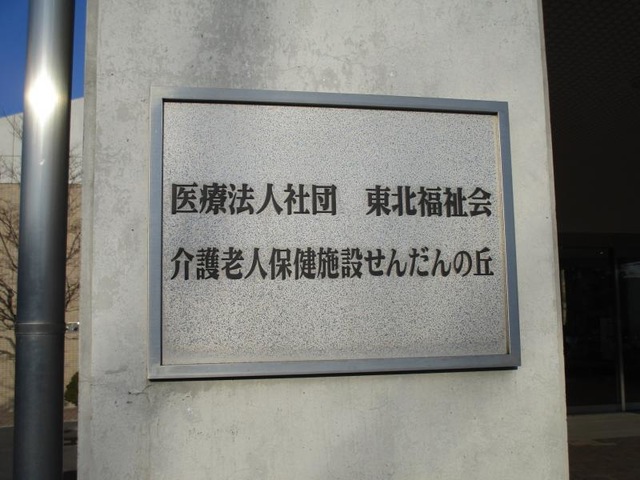 医療法人社団　東北福祉会
介護老人保健施設せんだんの丘